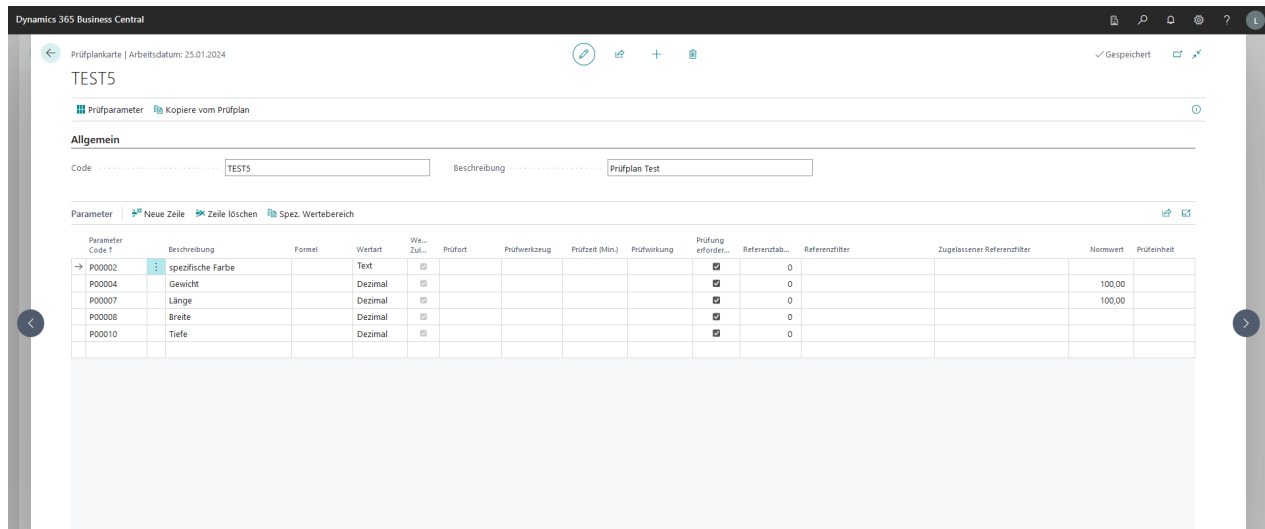 Dynamics 365 Business Central
?
L
Prüfplankarte | Arbeitsdatum: 25.01.2024
Gespeichert
TEST5
Prüfparameter Kopiere vom Prüfplan
Allgemein
Code TEST5 Beschreibung Prüfplan Test
Parameter Neue Zeile Zeile löschen Spez. Wertebereich
Parameter We... Prüfung
Code ↑ Beschreibung Formel Wertart Zul... Prüfort Prüfwerkzeug Prüfzeit (Min.) Prüfwirkung erforder... Referenztab... Referenzfilter Zugelassener Referenzfilter Normwert Prüfeinheit
P00002 spezifische Farbe Text 0
P00004 Gewicht Dezimal 0 100,00
P00007 Länge Dezimal 0 100,00
P00008 Breite Dezimal 0
P00010 Tiefe Dezimal 0